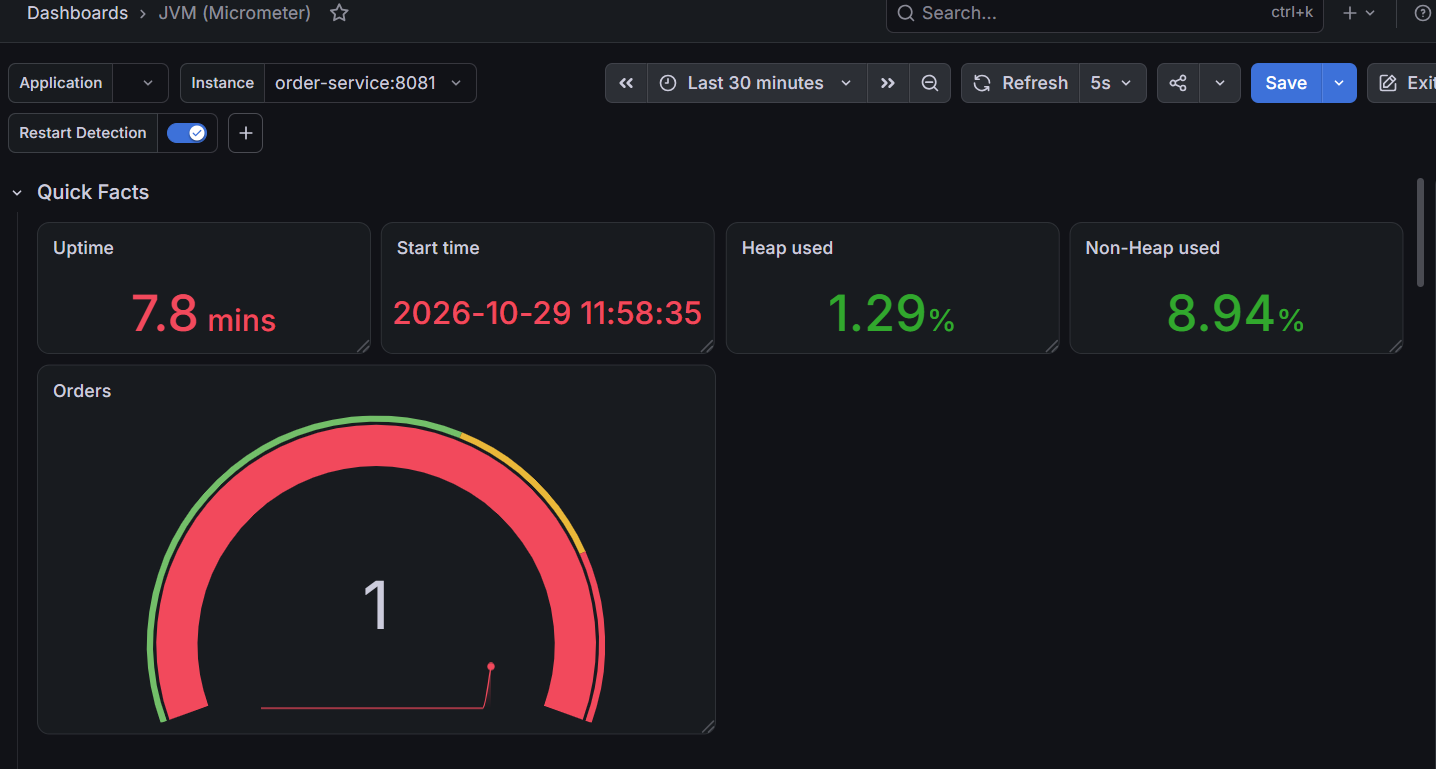 Dashboards › JVM (Micrometer)
Search... ctrl+k
Application
Instance order-service:8081
Last 30 minutes
Refresh 5s
Save
Exit
Restart Detection
Quick Facts
Uptime
7.8 mins
Start time
2026-10-29 11:58:35
Heap used
1.29%
Non-Heap used
8.94%
Orders
1